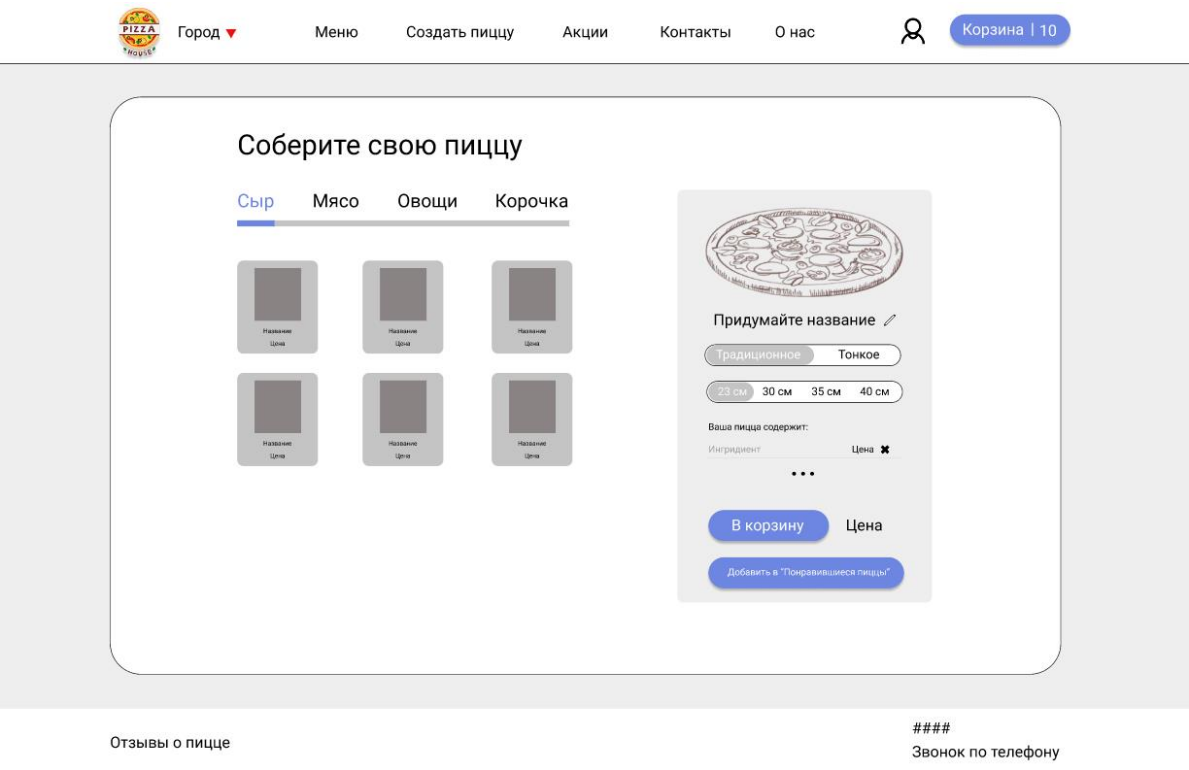 PIZZA
HOUSE
Город
Меню
Создать пиццу
Акции
Контакты
О нас
Корзина | 10
Соберите свою пиццу
Сыр
Мясо
Овощи
Корочка
Название
Цена
Название
Цена
Название
Цена
Название
Цена
Название
Цена
Название
Цена
Придумайте название
Традиционное
Тонкое
23 см
30 см
35 см
40 см
Ваша пицца содержит:
Ингридиент
Цена
•••
В корзину
Цена
Добавить в "Понравившиеся пиццы"
Отзывы о пицце
####
Звонок по телефону